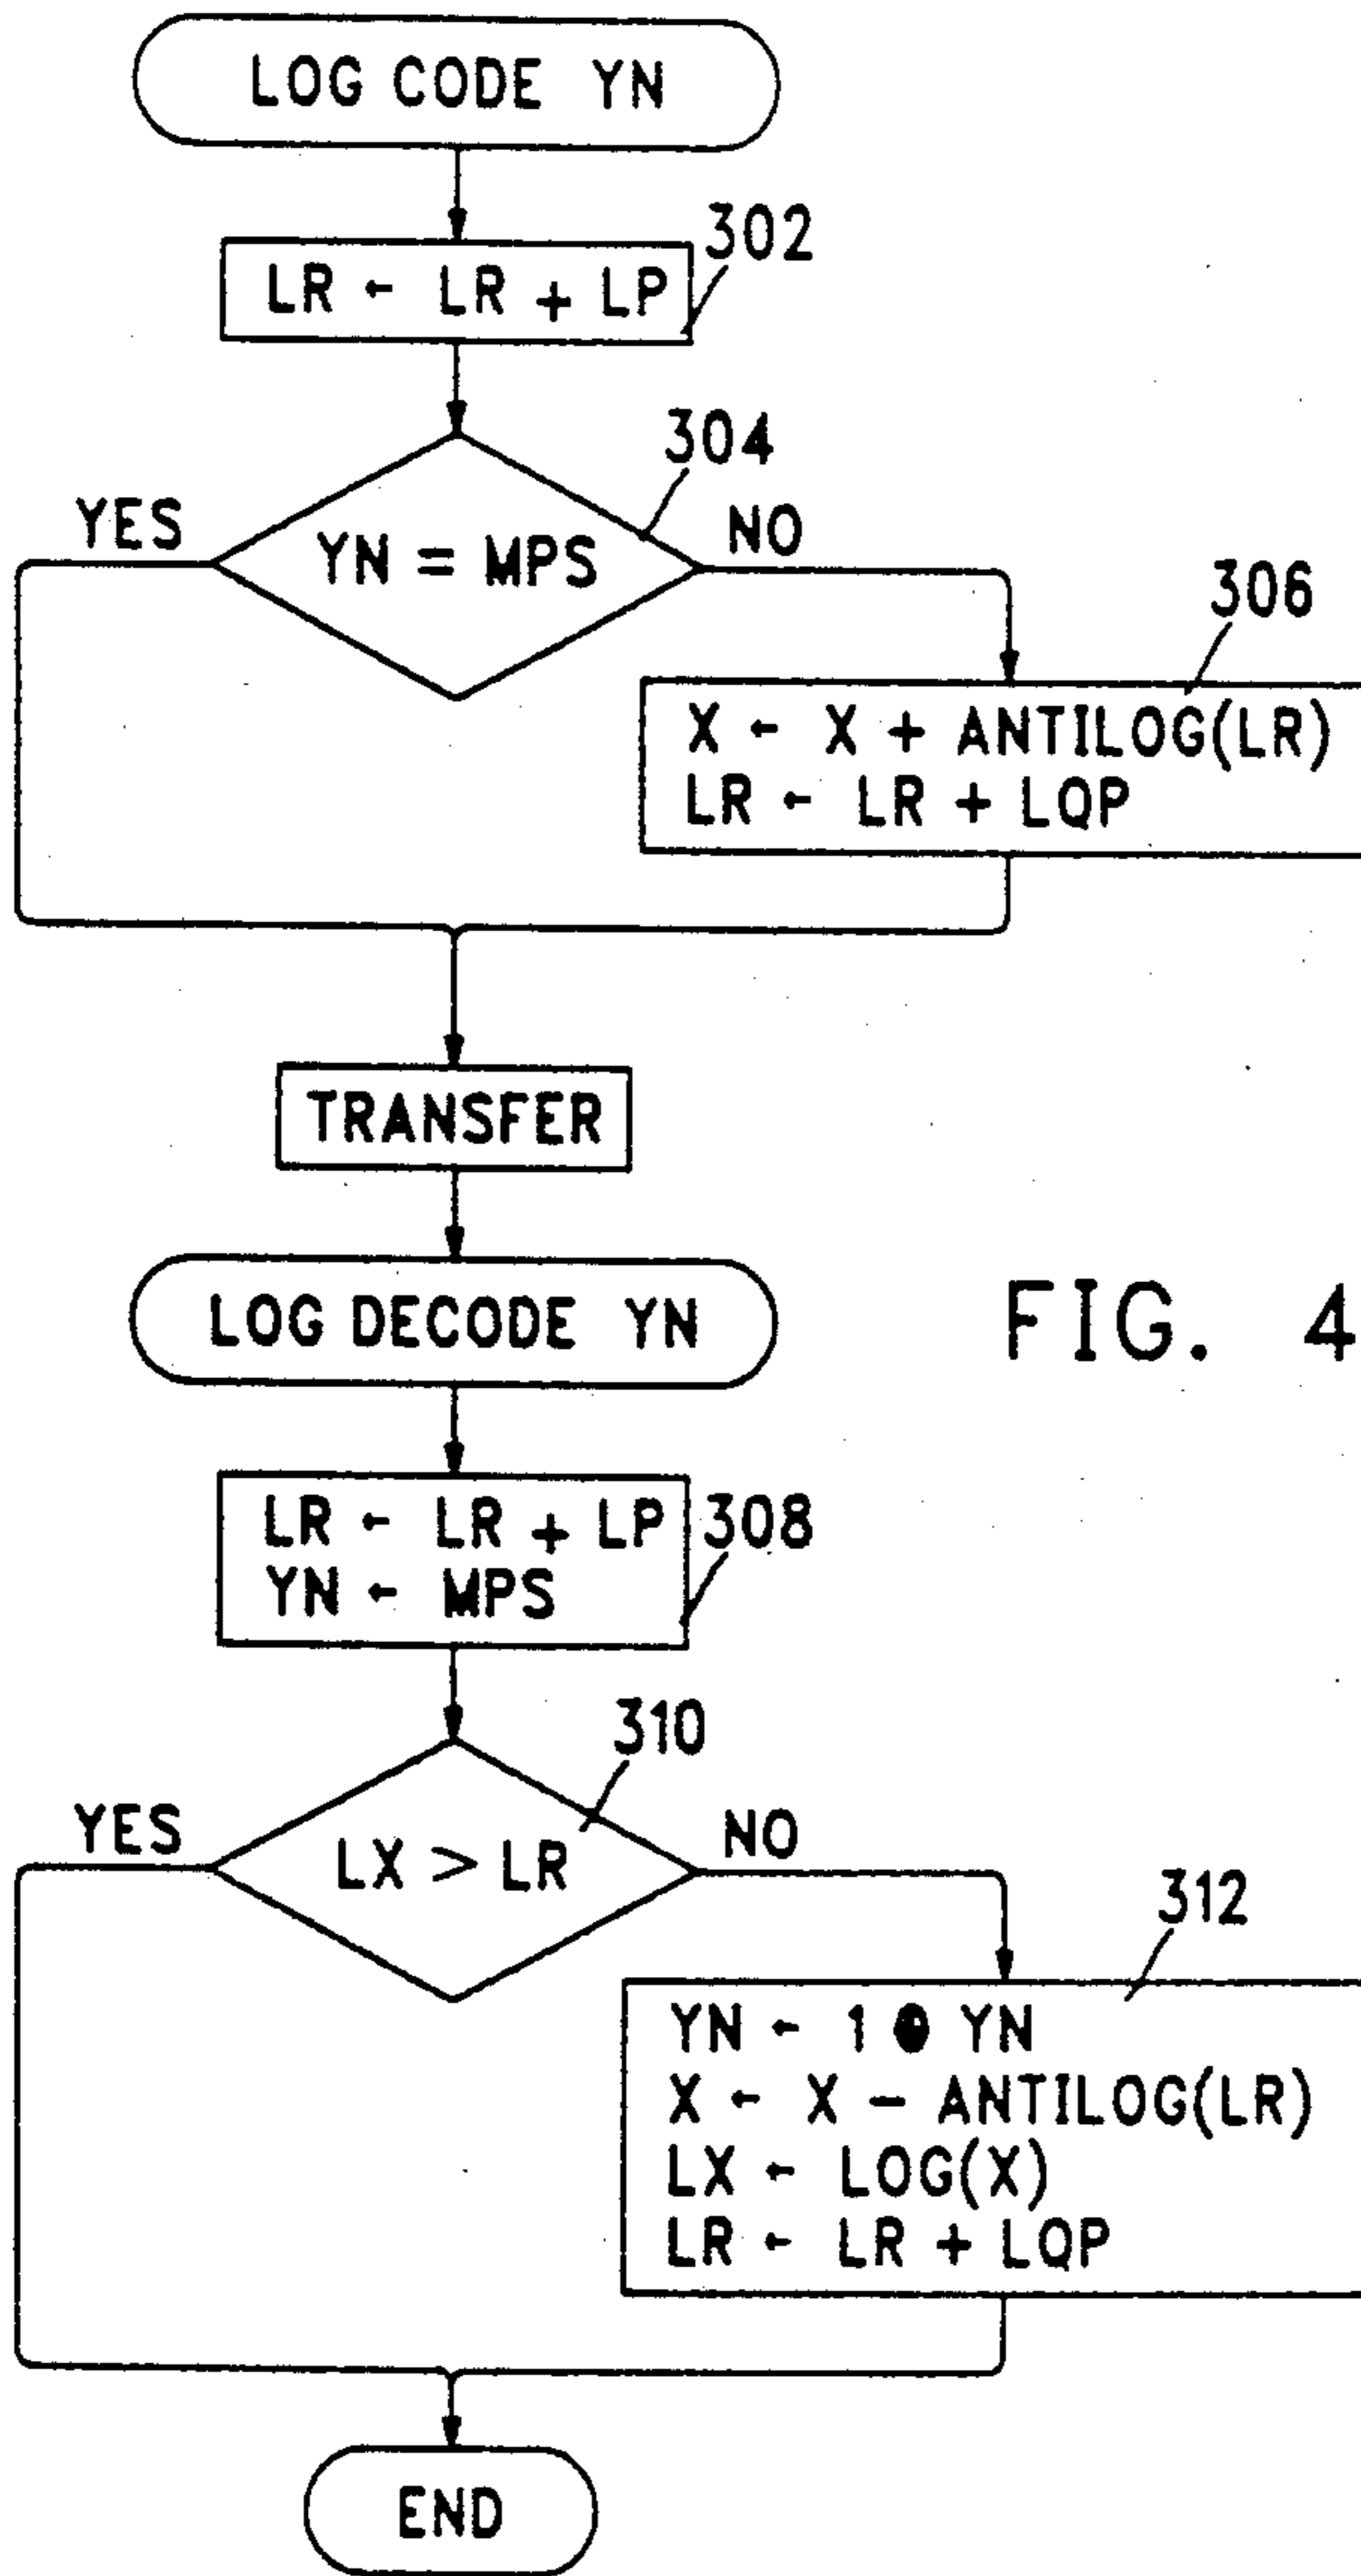 LOG CODE YN
302
LR ← LR + LP
304
YES
NO
YN = MPS
306
X ← X + ANTILOG(LR)
LR ← LR + LQP
TRANSFER
LOG DECODE YN
FIG. 4
LR ← LR + LP
308
YN ← MPS
310
YES
NO
LX > LR
312
YN ← 1 ⊕ YN
X ← X - ANTILOG(LR)
LX ← LOG(X)
LR ← LR + LQP
END